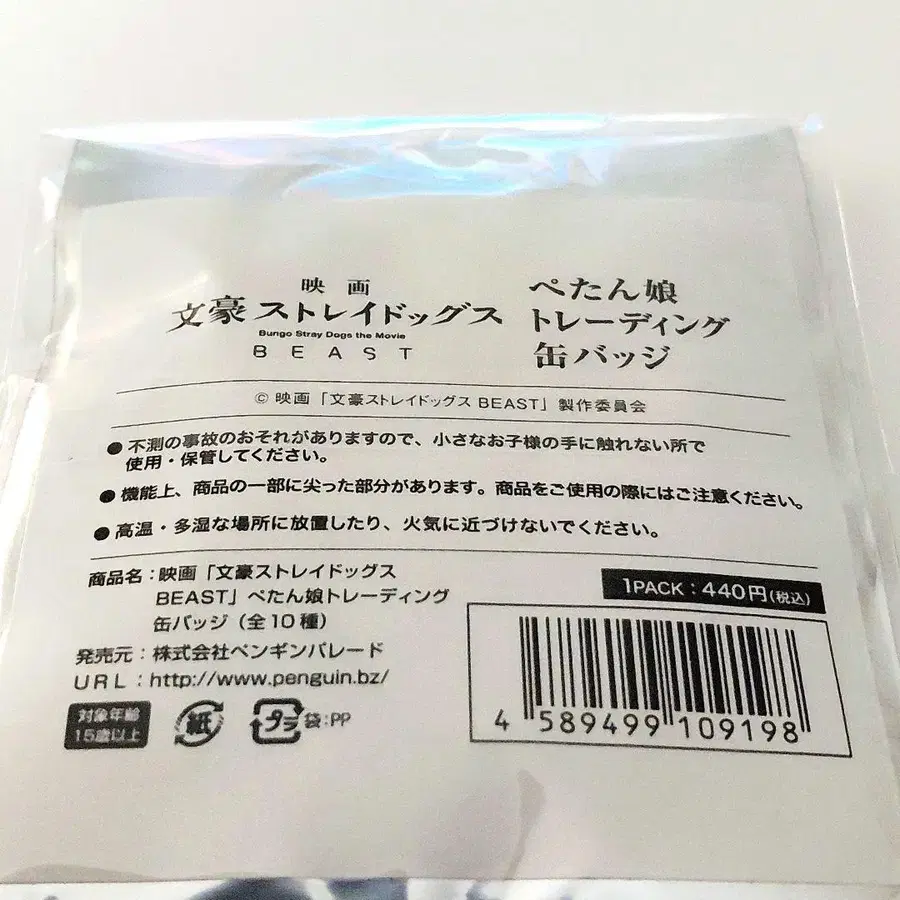 映画
文豪ストレイドッグス
Bungo Stray Dogs the Movie
BEAST
ぺたん娘
トレーディング
缶バッジ
© 映画「文豪ストレイドッグス BEAST」製作委員会
● 不測の事故のおそれがありますので、小さなお子様の手に触れない所で
使用・保管してください。
● 機能上、商品の一部に尖った部分があります。商品をご使用の際にはご注意ください。
● 高温・多湿な場所に放置したり、火気に近づけないでください。
商品名：映画「文豪ストレイドッグス
BEAST」ぺたん娘トレーディング
缶バッジ（全10種）
発売元：株式会社ペンギンパレード
URL：http://www.penguin.bz/
対象年齢
15歳以上
紙
プラ 袋：PP
1PACK：440円(税込)
4 589499 109198